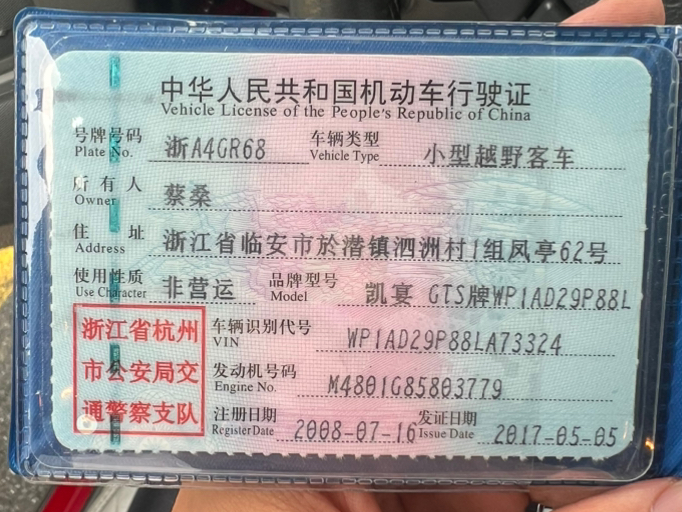 中华人民共和国机动车行驶证
Vehicle License of the People's Republic of China
号牌号码 浙A4GR68 车辆类型 小型越野客车
Plate No. Vehicle Type
所有人 蔡桑
Owner
住址 浙江省临安市於潜镇泗洲村1组凤亭62号
Address
使用性质 非营运 品牌型号 凯宴 GTS牌WP1AD29P88L
Use Character Model
浙江省杭州
市公安局交
通警察支队
车辆识别代号 WP1AD29P88LA73324
VIN
发动机号码 M4801G85803779
Engine No.
注册日期 2008-07-16 发证日期 2017-05-05
Register Date Issue Date